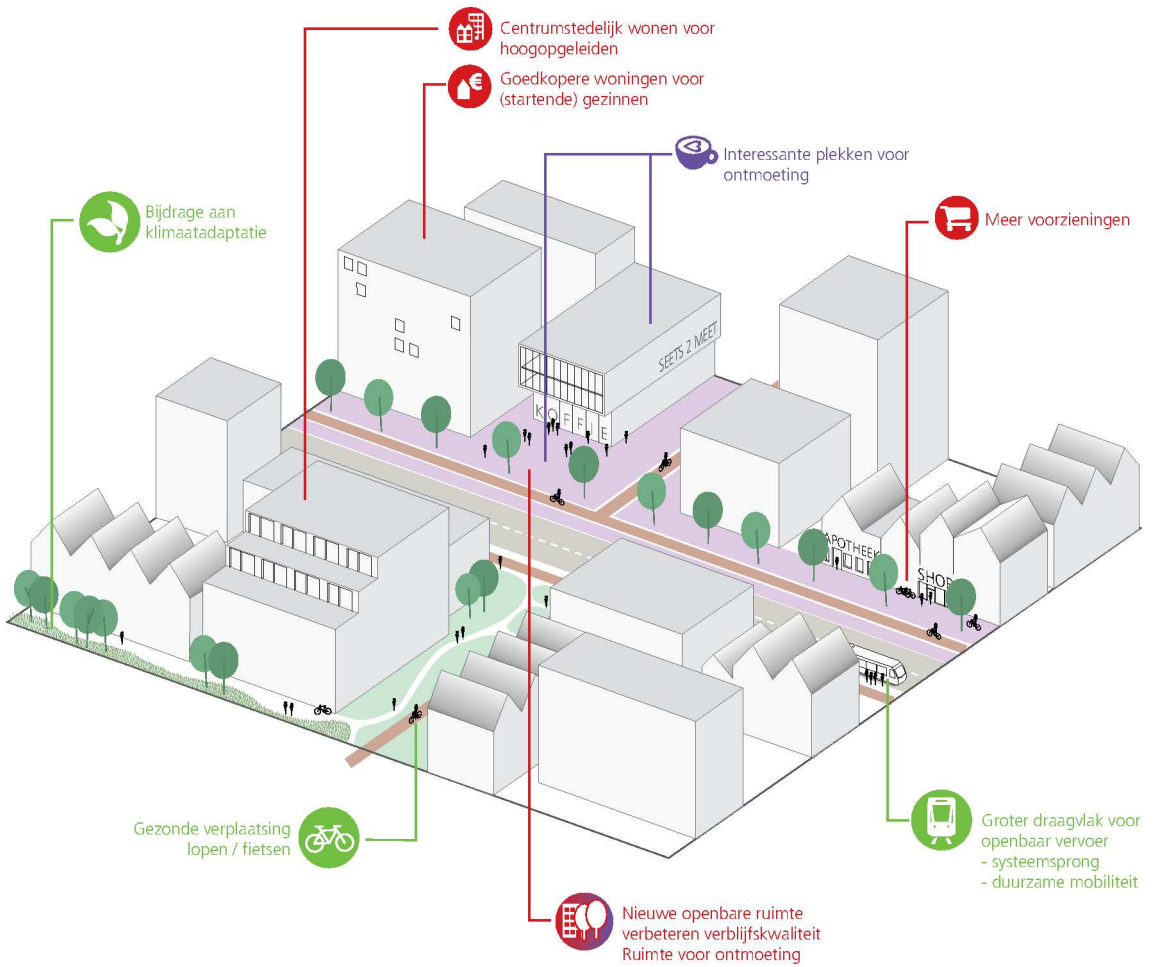 Centrumstedelijk wonen voor
hoogopgeleiden
Goedkopere woningen voor
(startende) gezinnen
Interessante plekken voor
ontmoeting
Bijdrage aan
klimaatadaptatie
Meer voorzieningen
SEETS 2 MEET
KOFFIE
APOTHEEK
SHOP
Gezonde verplaatsing
lopen / fietsen
Groter draagvlak voor
openbaar vervoer
- systeemsprong
- duurzame mobiliteit
Nieuwe openbare ruimte
verbeteren verblijfskwaliteit
Ruimte voor ontmoeting